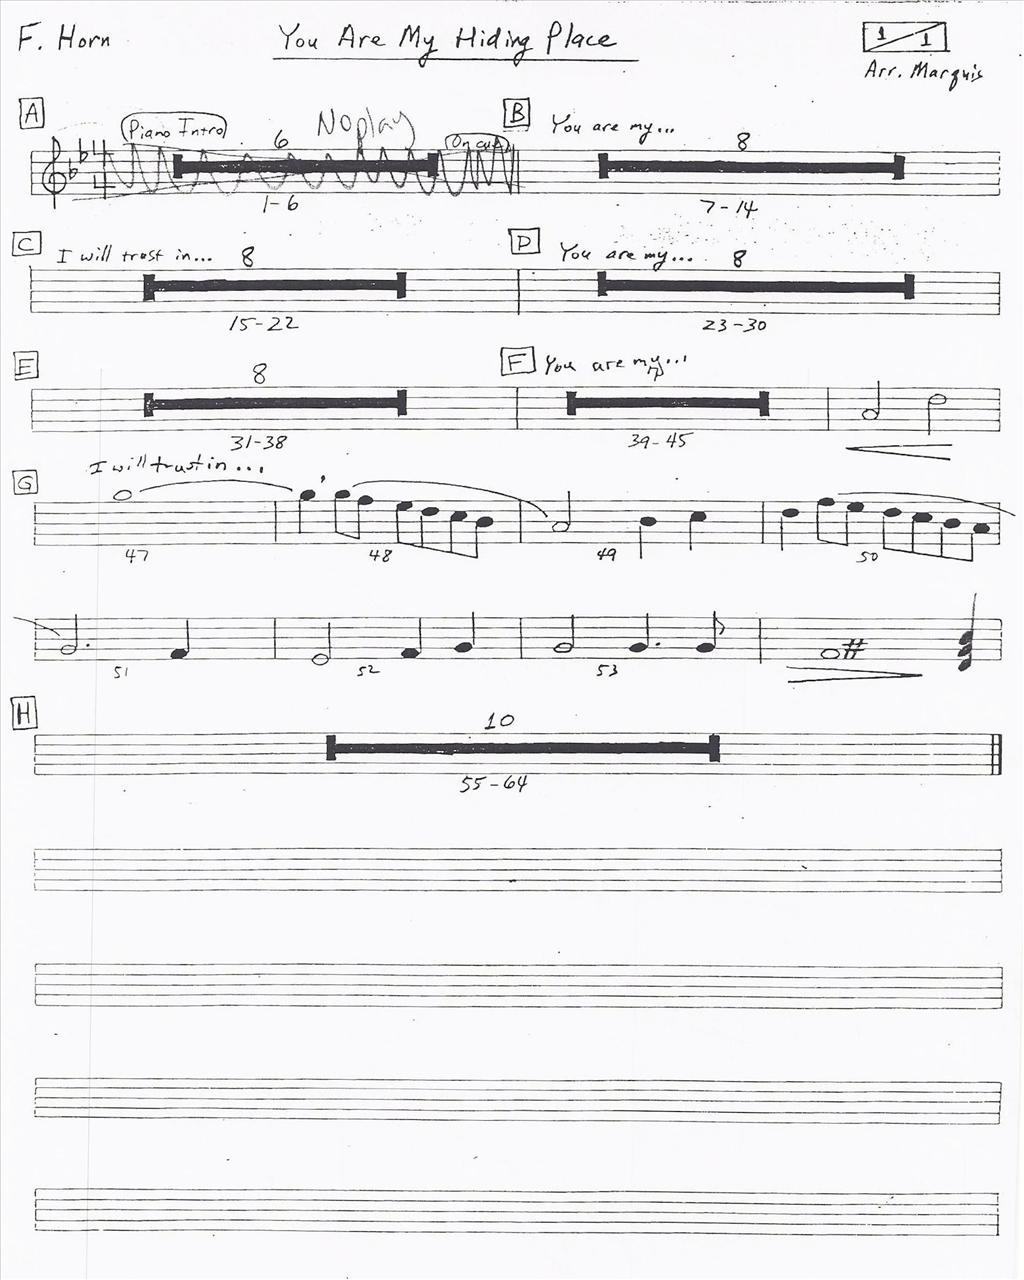 F. Horn You Are My Hiding Place 1/1
Arr. Marquis
A Piano Intro 6 No play On cue B You are my... 8
1-6 7-14
C I will trust in... 8 D You are my... 8
15-22 23-30
E 8 F You are my...
31-38 39-45
G I will trust in...
47 48 49 50
51 52 53
H 10
55-64